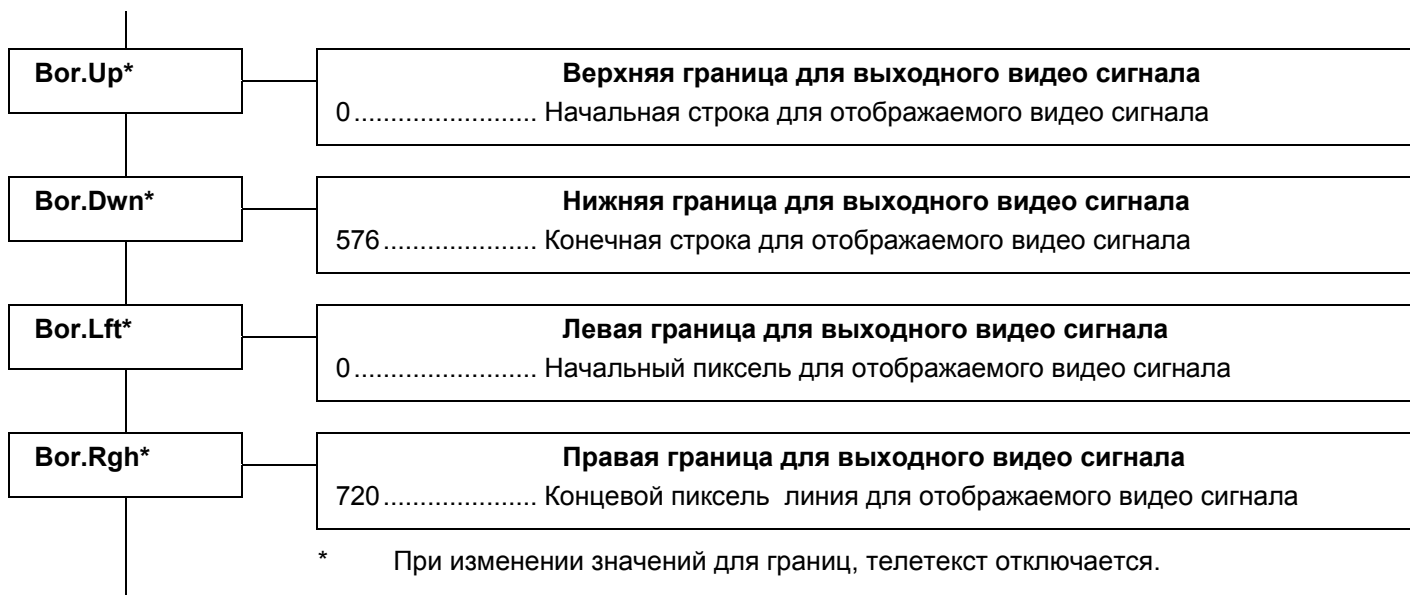 Bor.Up*
Верхняя граница для выходного видео сигнала
0......................... Начальная строка для отображаемого видео сигнала
Bor.Dwn*
Нижняя граница для выходного видео сигнала
576..................... Конечная строка для отображаемого видео сигнала
Bor.Lft*
Левая граница для выходного видео сигнала
0......................... Начальный пиксель для отображаемого видео сигнала
Bor.Rgh*
Правая граница для выходного видео сигнала
720..................... Концевой пиксель линия для отображаемого видео сигнала
* При изменении значений для границ, телетекст отключается.